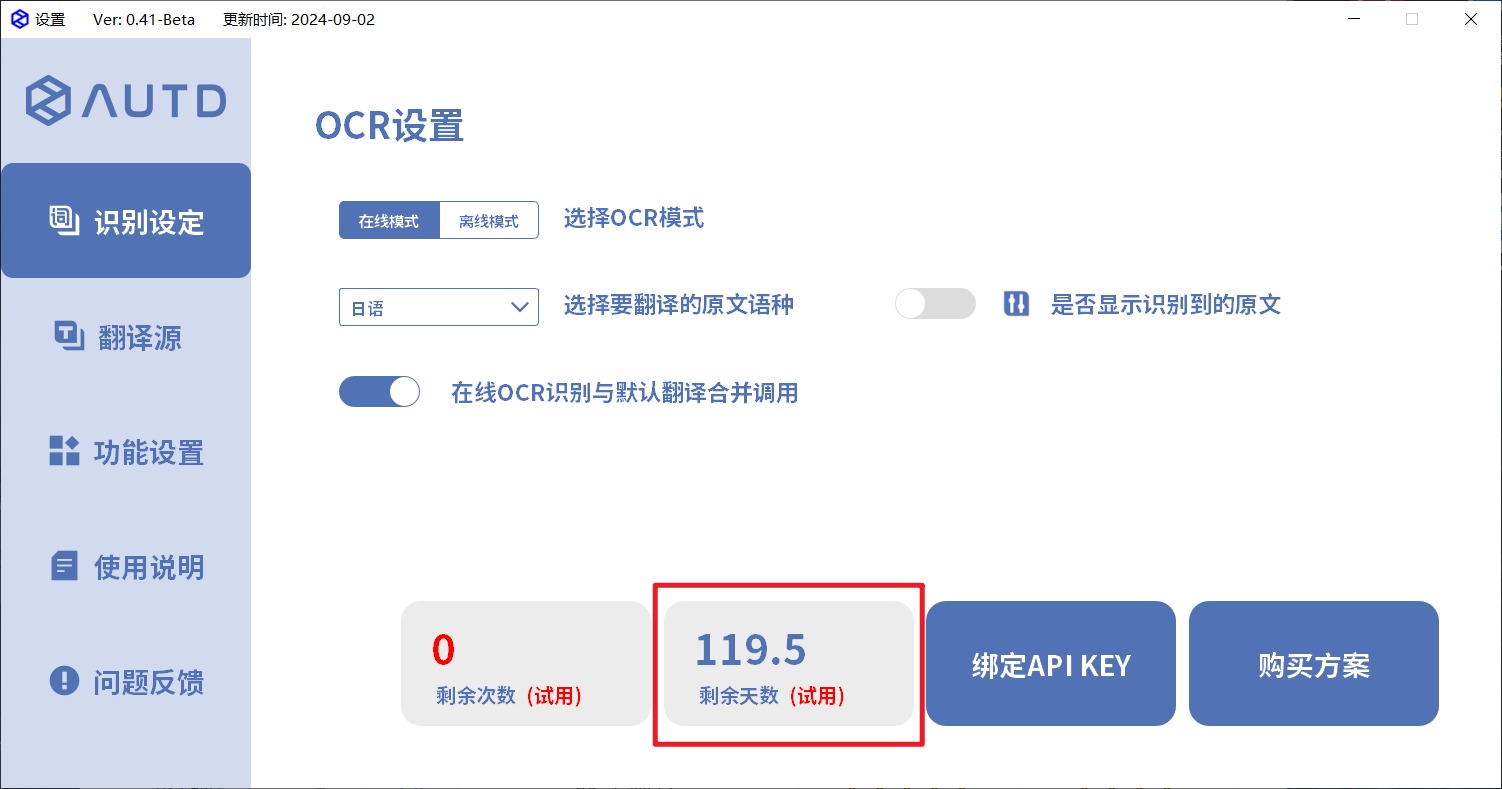 设置 Ver: 0.41-Beta 更新时间: 2024-09-02
AUTD
识别设定
翻译源
功能设置
使用说明
问题反馈
OCR设置
在线模式 离线模式 选择OCR模式
日语 选择要翻译的原文语种 是否显示识别到的原文
在线OCR识别与默认翻译合并调用
0
剩余次数 (试用)
119.5
剩余天数 (试用)
绑定API KEY
购买方案